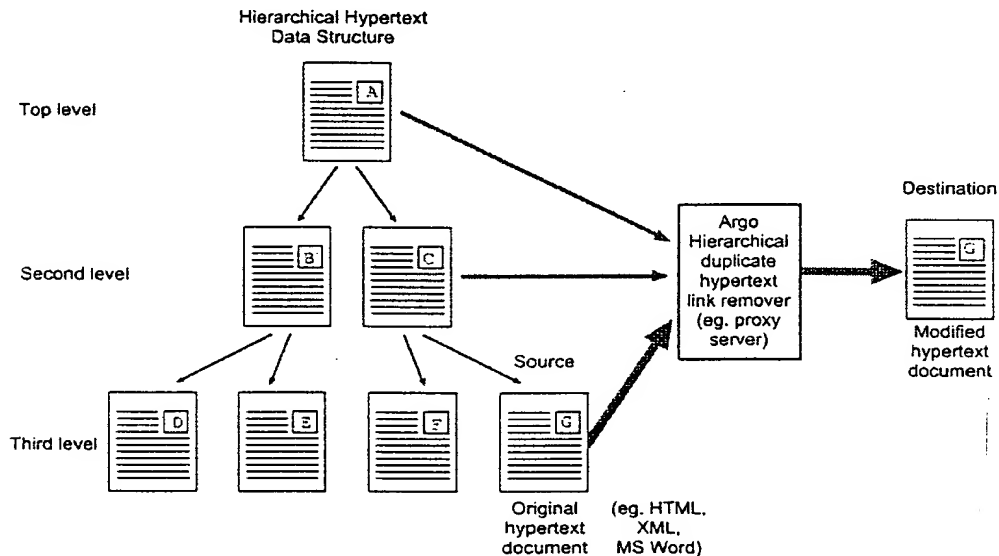 Hierarchical Hypertext
Data Structure
Top level
A
Destination
Argo
Hierarchical
duplicate
hypertext
link remover
(eg. proxy
server)
G
Modified
hypertext
document
Second level
B
C
Source
Third level
D
E
F
G
Original
hypertext
document
(eg. HTML,
XML,
MS Word)